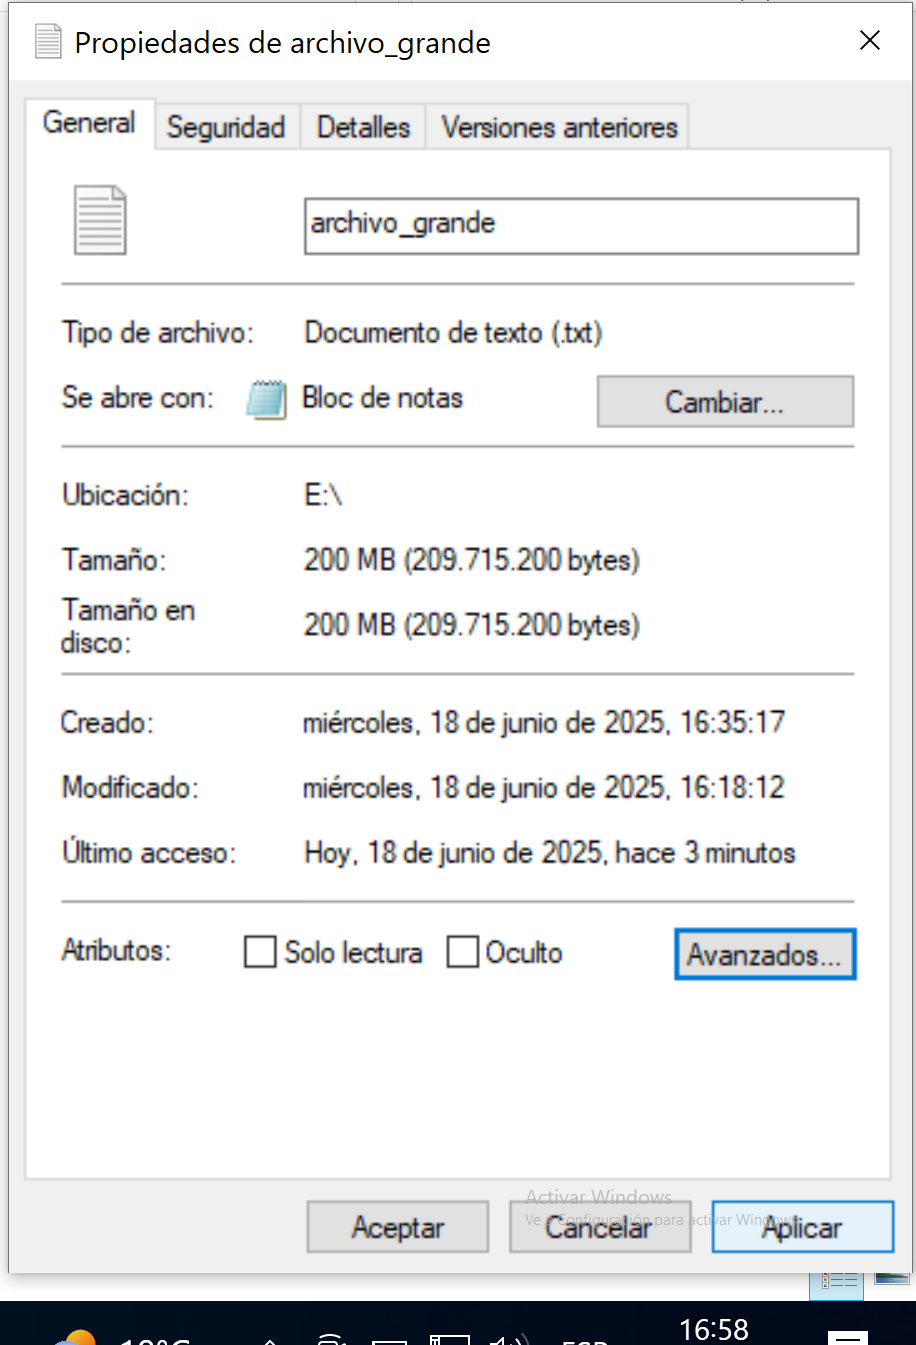 Propiedades de archivo_grande
General Seguridad Detalles Versiones anteriores
archivo_grande
Tipo de archivo: Documento de texto (.txt)
Se abre con: Bloc de notas Cambiar...
Ubicación: E:\
Tamaño: 200 MB (209.715.200 bytes)
Tamaño en
disco: 200 MB (209.715.200 bytes)
Creado: miércoles, 18 de junio de 2025, 16:35:17
Modificado: miércoles, 18 de junio de 2025, 16:18:12
Último acceso: Hoy, 18 de junio de 2025, hace 3 minutos
Atributos: Solo lectura Oculto Avanzados...
Activar Windows
Ve a Configuración para activar Windows.
Aceptar Cancelar Aplicar
16:58